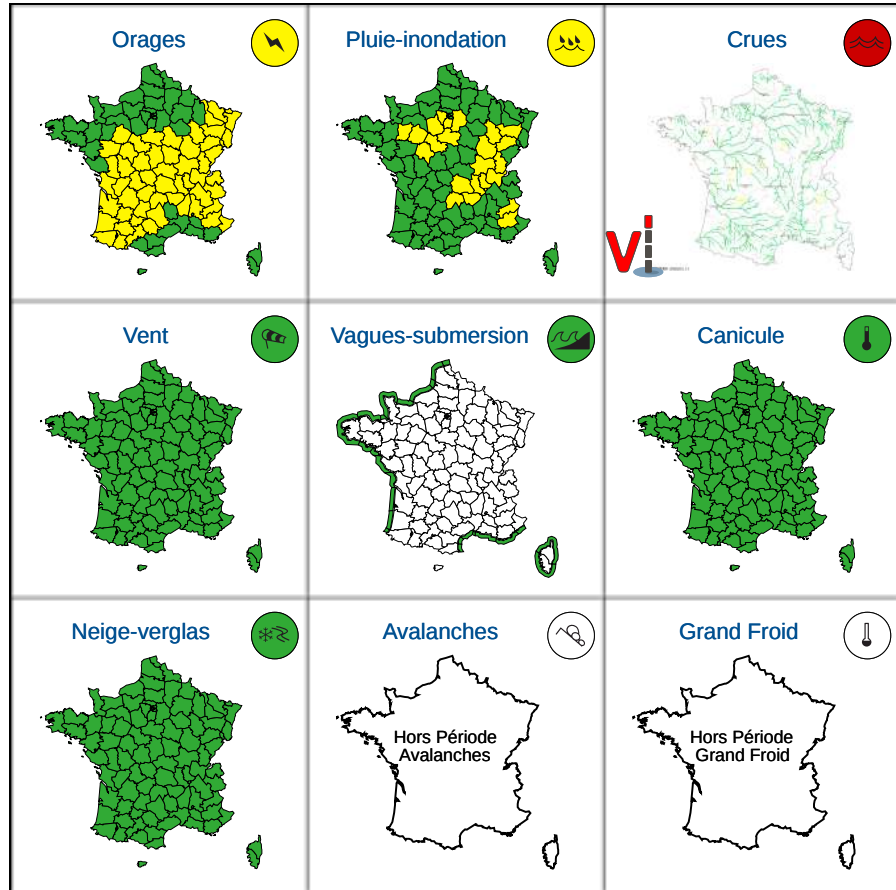 Orages
Pluie-inondation
Crues
vi
Vent
Vagues-submersion
Canicule
Neige-verglas
Avalanches
Grand Froid
Hors Période
Avalanches
Hors Période
Grand Froid